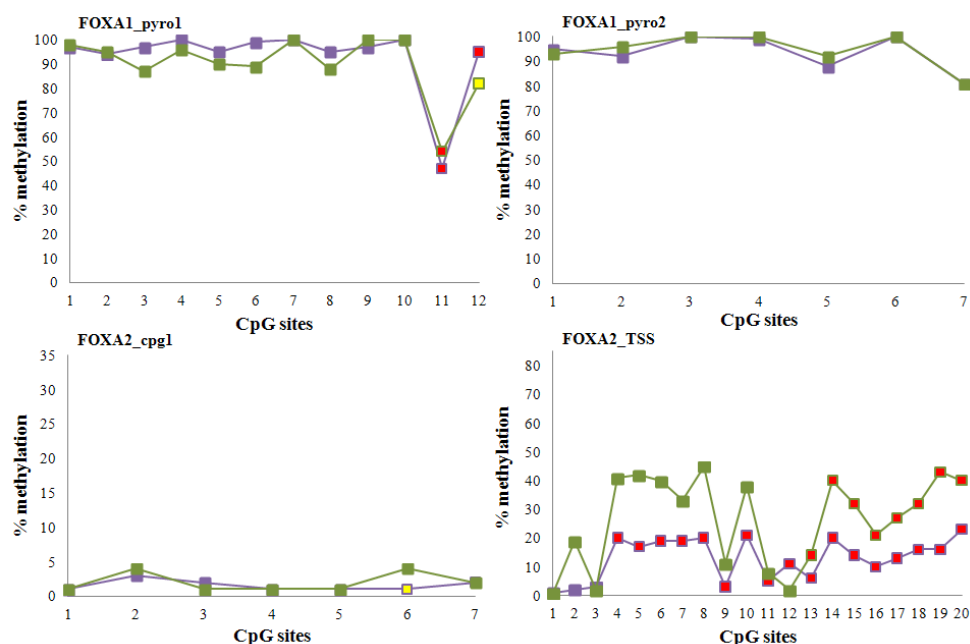 FOXA1_pyro1
% methylation
100
90
80
70
60
50
40
30
20
10
0
1 2 3 4 5 6 7 8 9 10 11 12
CpG sites
FOXA1_pyro2
% methylation
100
90
80
70
60
50
40
30
20
10
0
1 2 3 4 5 6 7
CpG sites
FOXA2_cpg1
% methylation
35
30
25
20
15
10
5
0
1 2 3 4 5 6 7
CpG sites
FOXA2_TSS
% methylation
80
70
60
50
40
30
20
10
0
1 2 3 4 5 6 7 8 9 10 11 12 13 14 15 16 17 18 19 20
CpG sites